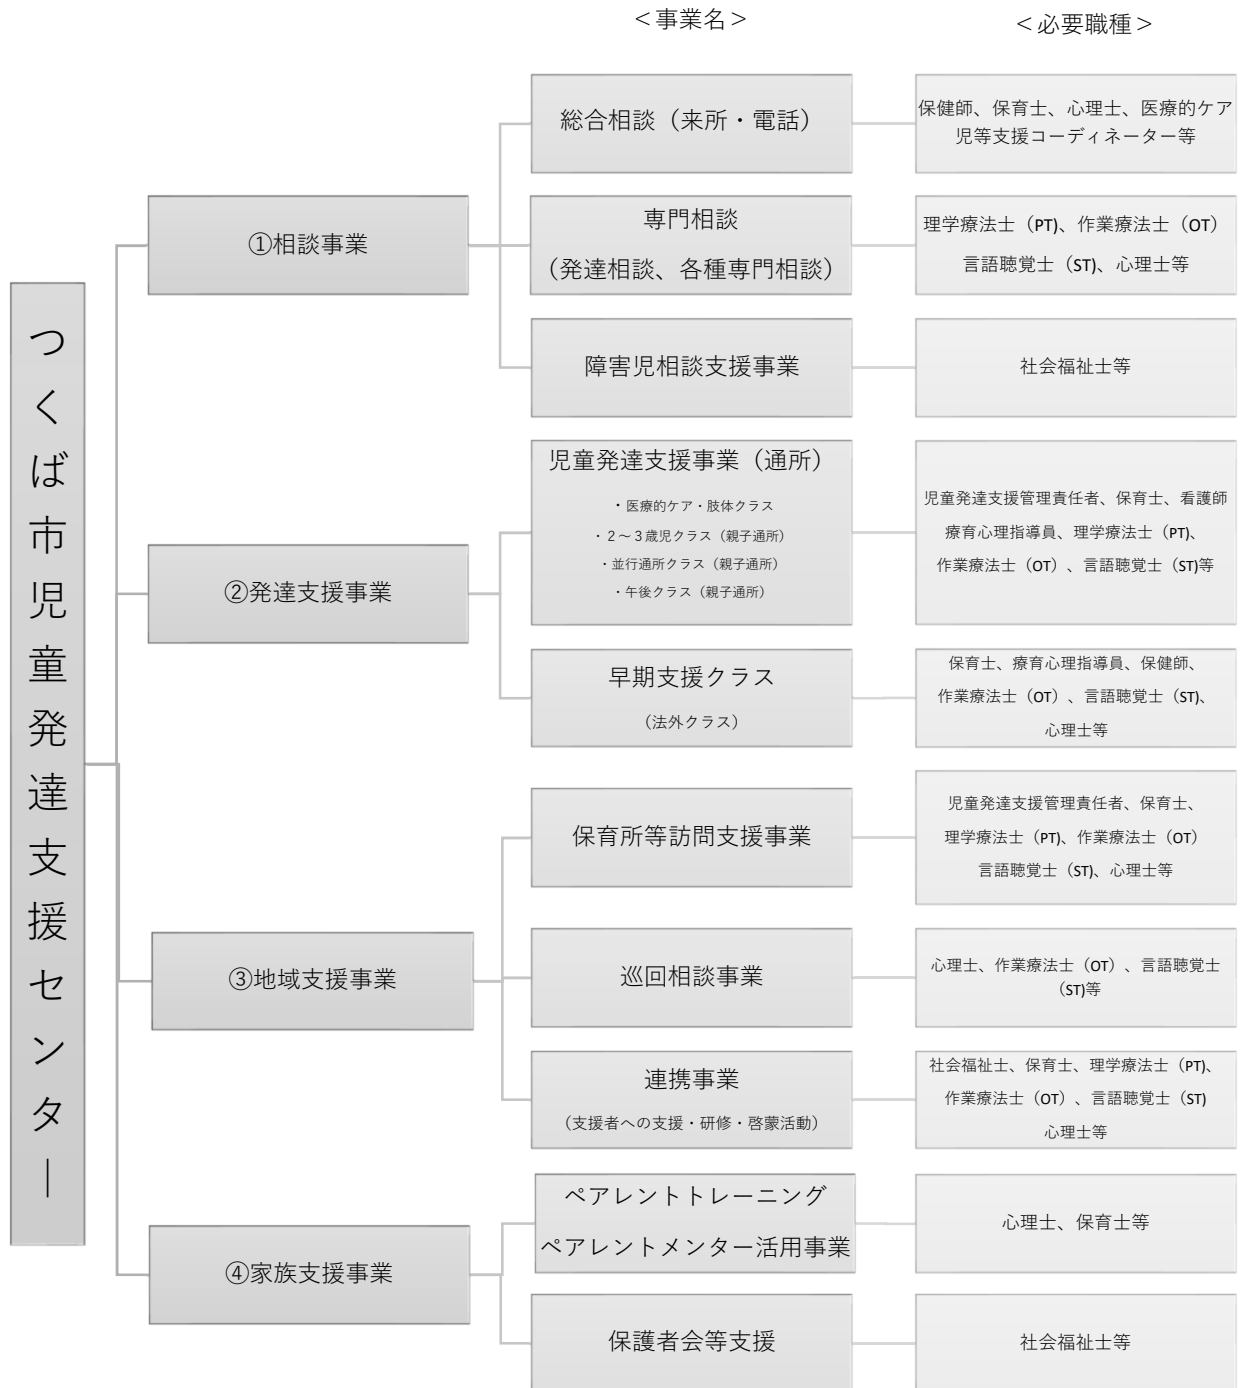 ＜事業名＞
＜必要職種＞
つくば市児童発達支援センター
①相談事業
総合相談（来所・電話）
保健師、保育士、心理士、医療的ケア
児等支援コーディネーター等
専門相談
（発達相談、各種専門相談）
理学療法士（PT)、作業療法士（OT）
言語聴覚士（ST)、心理士等
障害児相談支援事業
社会福祉士等
②発達支援事業
児童発達支援事業（通所）
・医療的ケア・肢体クラス
・２～３歳児クラス（親子通所）
・並行通所クラス（親子通所）
・午後クラス（親子通所）
児童発達支援管理責任者、保育士、看護師
療育心理指導員、理学療法士（PT)、
作業療法士（OT）、言語聴覚士（ST)等
早期支援クラス
（法外クラス）
保育士、療育心理指導員、保健師、
作業療法士（OT）、言語聴覚士（ST)、
心理士等
③地域支援事業
保育所等訪問支援事業
児童発達支援管理責任者、保育士、
理学療法士（PT)、作業療法士（OT）
言語聴覚士（ST)、心理士等
巡回相談事業
心理士、作業療法士（OT）、言語聴覚士
（ST)等
連携事業
（支援者への支援・研修・啓蒙活動）
社会福祉士、保育士、理学療法士（PT)、
作業療法士（OT）、言語聴覚士（ST)
心理士等
④家族支援事業
ペアレントトレーニング
ペアレントメンター活用事業
心理士、保育士等
保護者会等支援
社会福祉士等